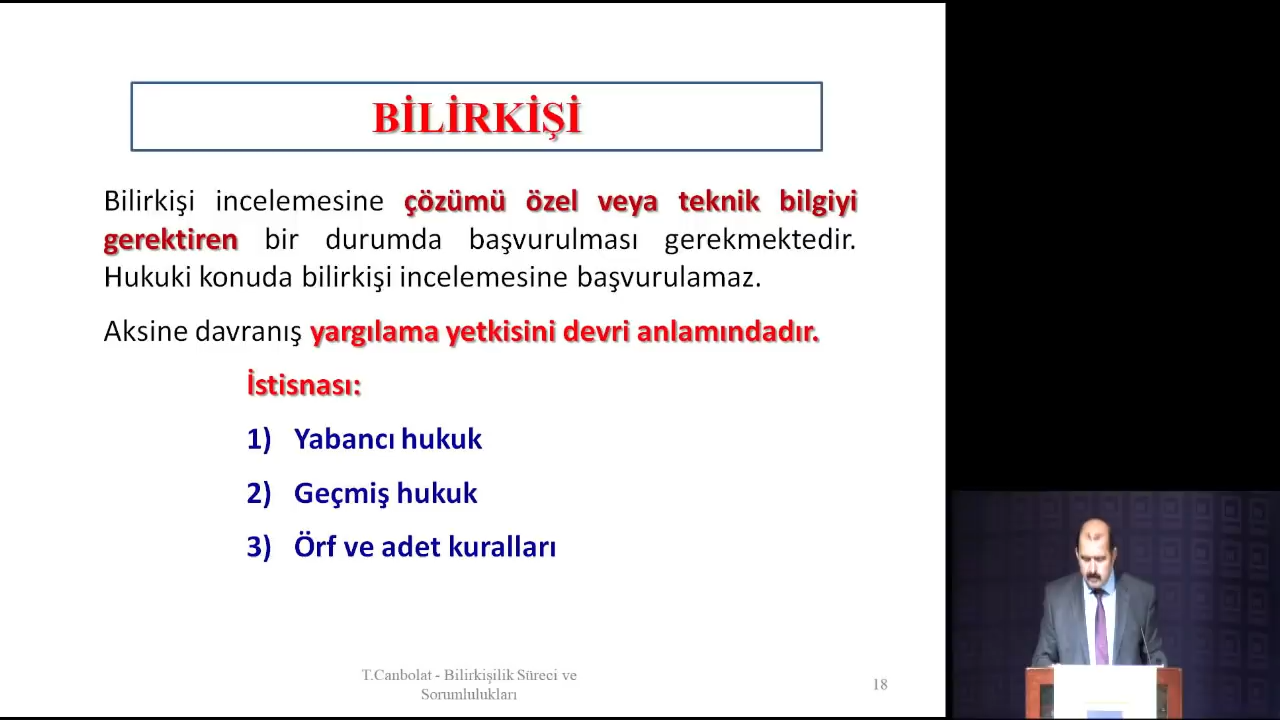 BİLİRKİŞİ
Bilirkişi incelemesine çözümü özel veya teknik bilgiyi
gerektiren bir durumda başvurulması gerekmektedir.
Hukuki konuda bilirkişi incelemesine başvurulamaz.
Aksine davranış yargılama yetkisini devri anlamındadır.
İstisnası:
1) Yabancı hukuk
2) Geçmiş hukuk
3) Örf ve adet kuralları
T.Canbolat - Bilirkişilik Süreci ve
Sorumlulukları
18